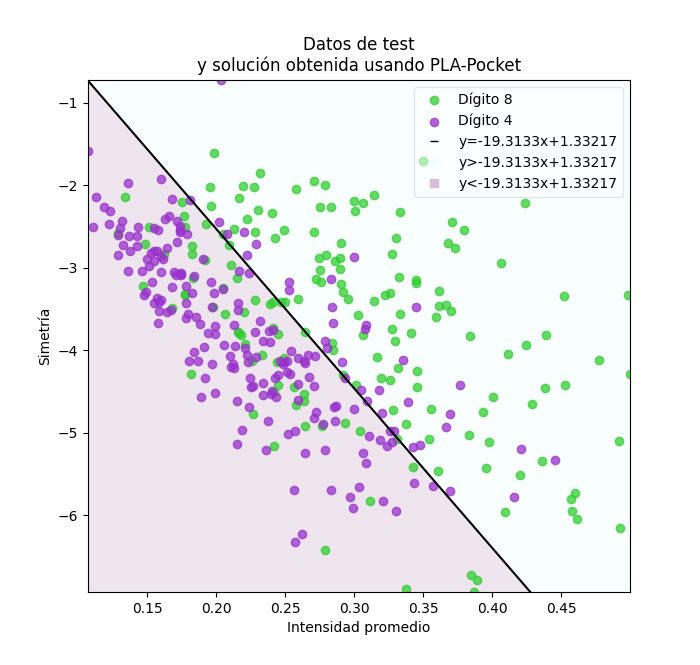 Datos de test
y solución obtenida usando PLA-Pocket
Dígito 8
Dígito 4
y=-19.3133x+1.33217
y>-19.3133x+1.33217
y<-19.3133x+1.33217
Simetría
−1
−2
−3
−4
−5
−6
0.15 0.20 0.25 0.30 0.35 0.40 0.45
Intensidad promedio